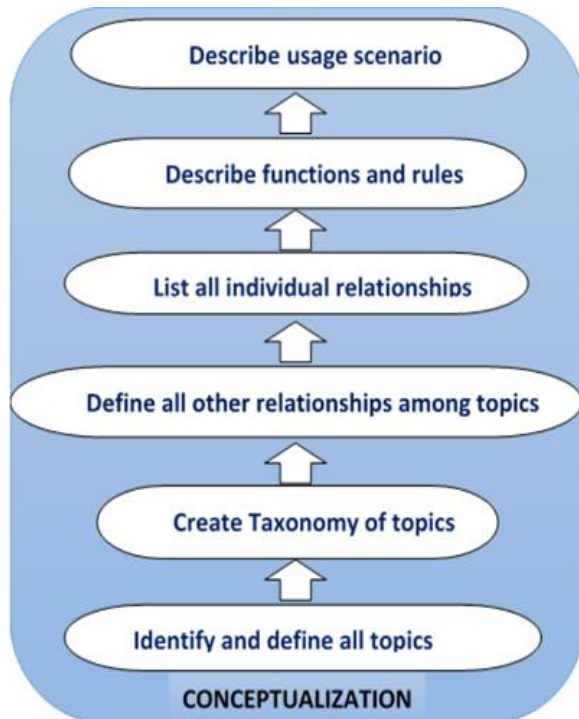 Describe usage scenario
Describe functions and rules
List all individual relationships
Define all other relationships among topics
Create Taxonomy of topics
Identify and define all topics
CONCEPTUALIZATION